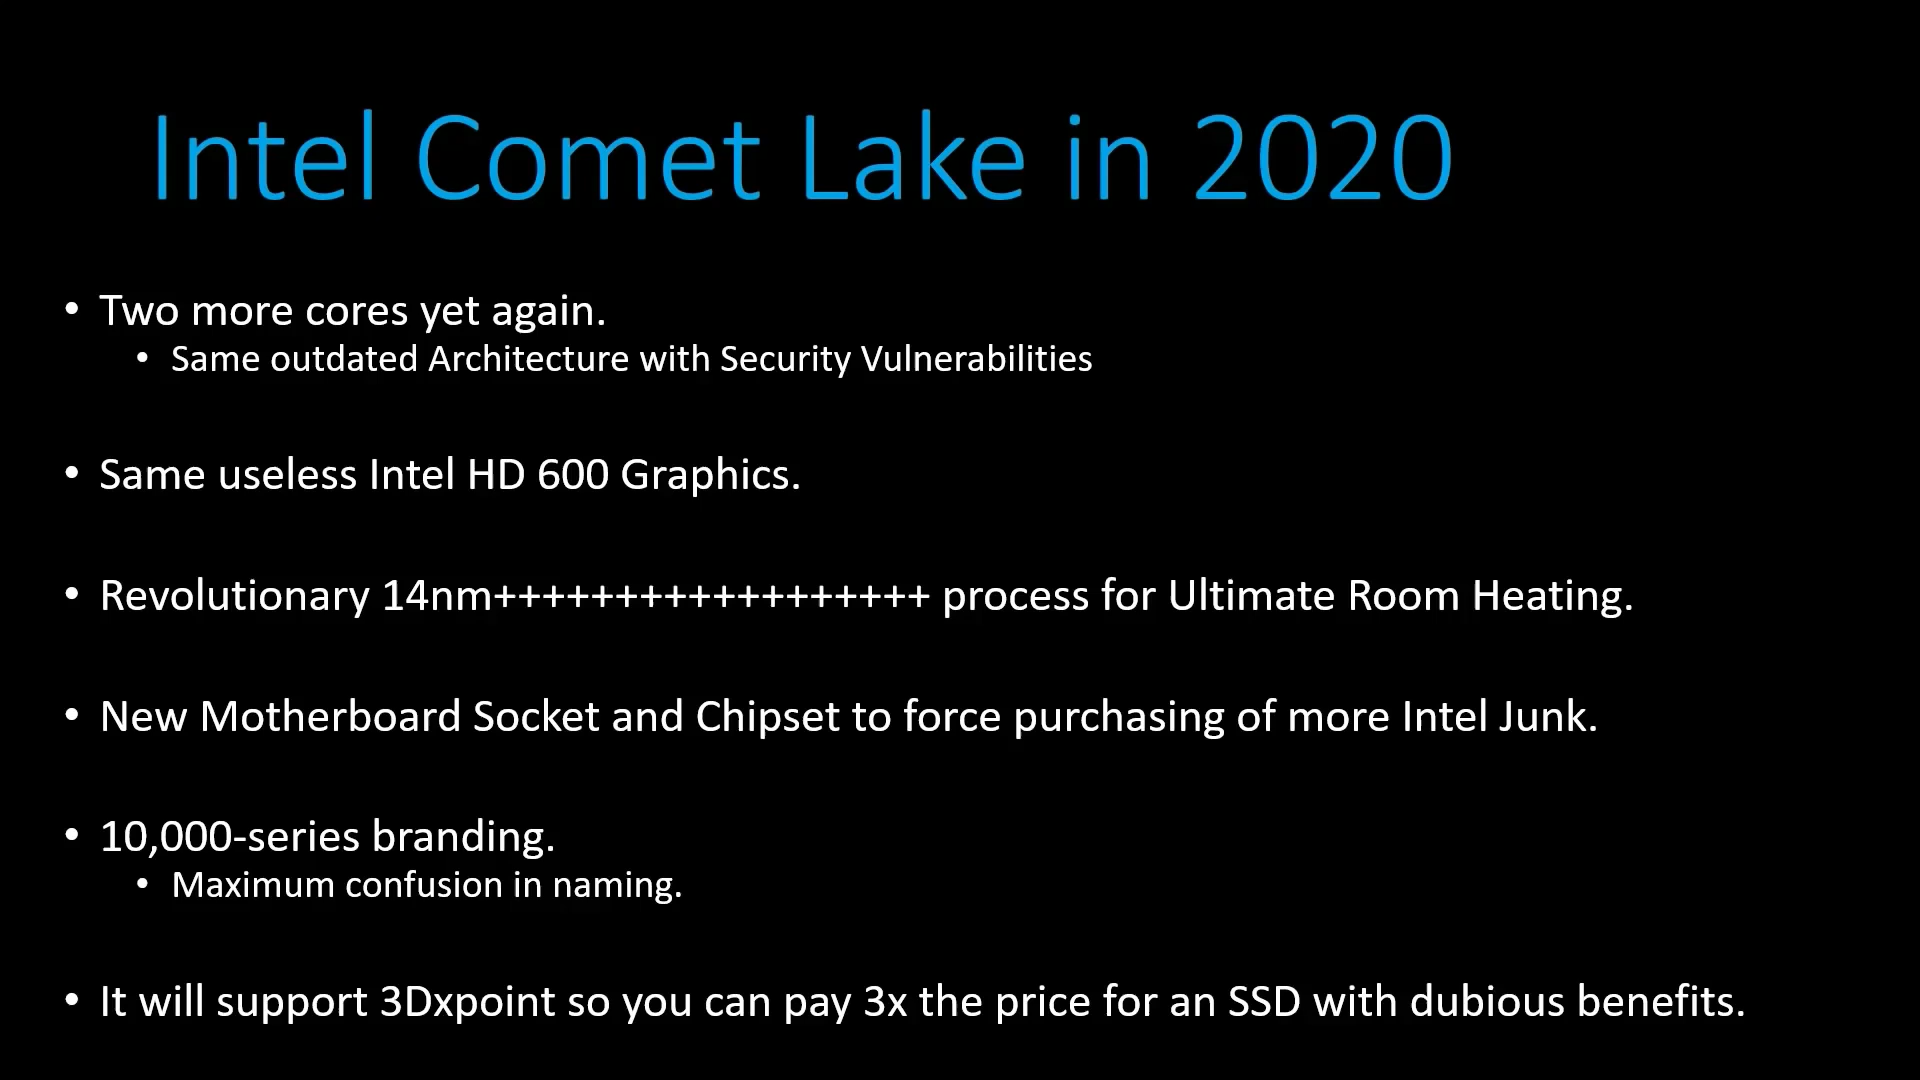 Intel Comet Lake in 2020
• Two more cores yet again.
• Same outdated Architecture with Security Vulnerabilities
• Same useless Intel HD 600 Graphics.
• Revolutionary 14nm++++++++++++++++++ process for Ultimate Room Heating.
• New Motherboard Socket and Chipset to force purchasing of more Intel Junk.
• 10,000-series branding.
• Maximum confusion in naming.
• It will support 3Dxpoint so you can pay 3x the price for an SSD with dubious benefits.